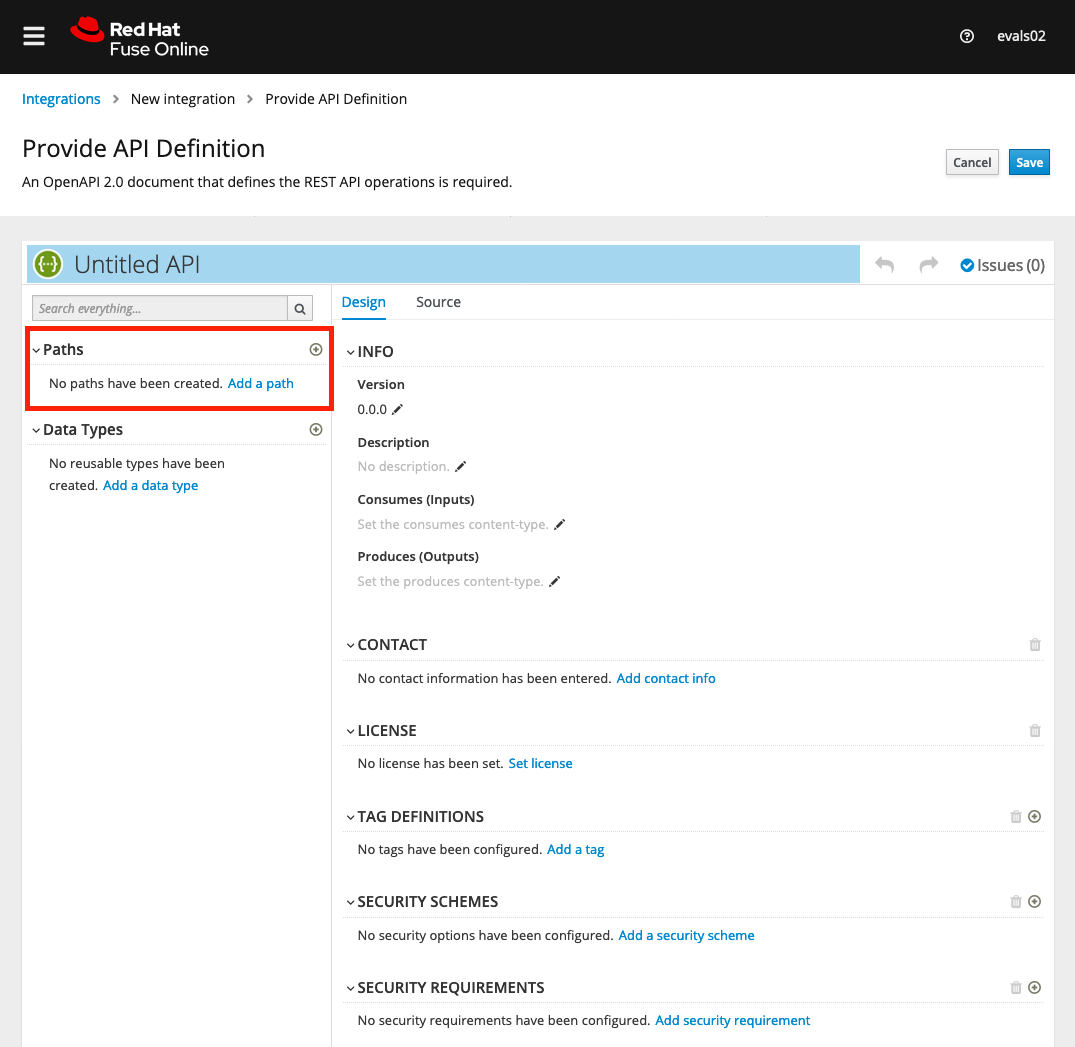 Red Hat
Fuse Online
evals02
Integrations > New integration > Provide API Definition
Provide API Definition
Cancel
Save
An OpenAPI 2.0 document that defines the REST API operations is required.
Untitled API
Issues (0)
Search everything...
Design
Source
Paths
No paths have been created. Add a path
Data Types
No reusable types have been
created. Add a data type
INFO
Version
0.0.0
Description
No description.
Consumes (Inputs)
Set the consumes content-type.
Produces (Outputs)
Set the produces content-type.
CONTACT
No contact information has been entered. Add contact info
LICENSE
No license has been set. Set license
TAG DEFINITIONS
No tags have been configured. Add a tag
SECURITY SCHEMES
No security options have been configured. Add a security scheme
SECURITY REQUIREMENTS
No security requirements have been configured. Add security requirement